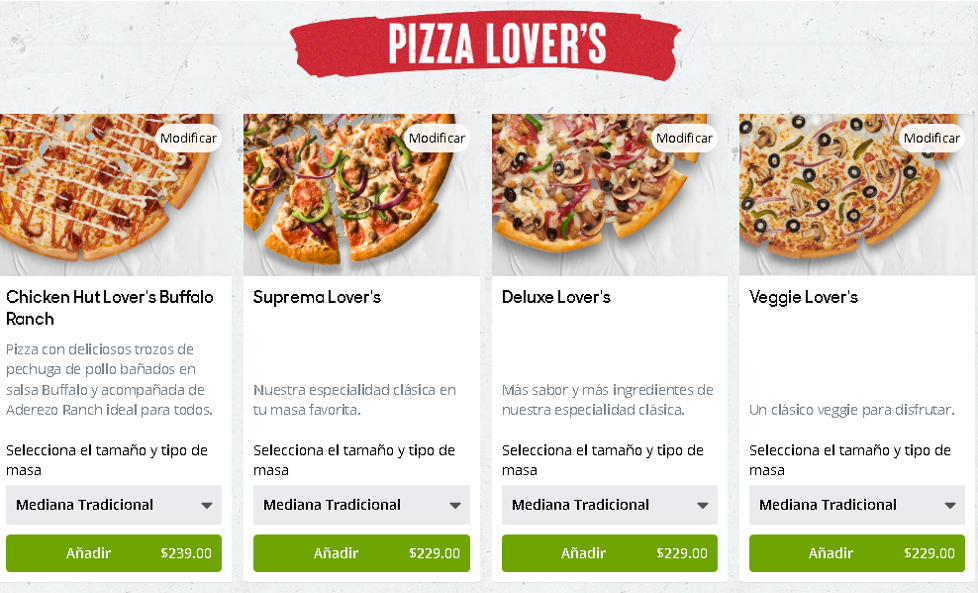 PIZZA LOVER'S
Modificar
Modificar
Modificar
Modificar
Chicken Hut Lover's Buffalo
Ranch
Pizza con deliciosos trozos de
pechuga de pollo bañados en
salsa Buffalo y acompañada de
Aderezo Ranch ideal para todos.
Selecciona el tamaño y tipo de
masa
Mediana Tradicional
Añadir $239.00
Suprema Lover's
Nuestra especialidad clásica en
tu masa favorita.
Selecciona el tamaño y tipo de
masa
Mediana Tradicional
Añadir $229.00
Deluxe Lover's
Más sabor y más ingredientes de
nuestra especialidad clásica.
Selecciona el tamaño y tipo de
masa
Mediana Tradicional
Añadir $229.00
Veggie Lover's
Un clásico veggie para disfrutar.
Selecciona el tamaño y tipo de
masa
Mediana Tradicional
Añadir $229.00